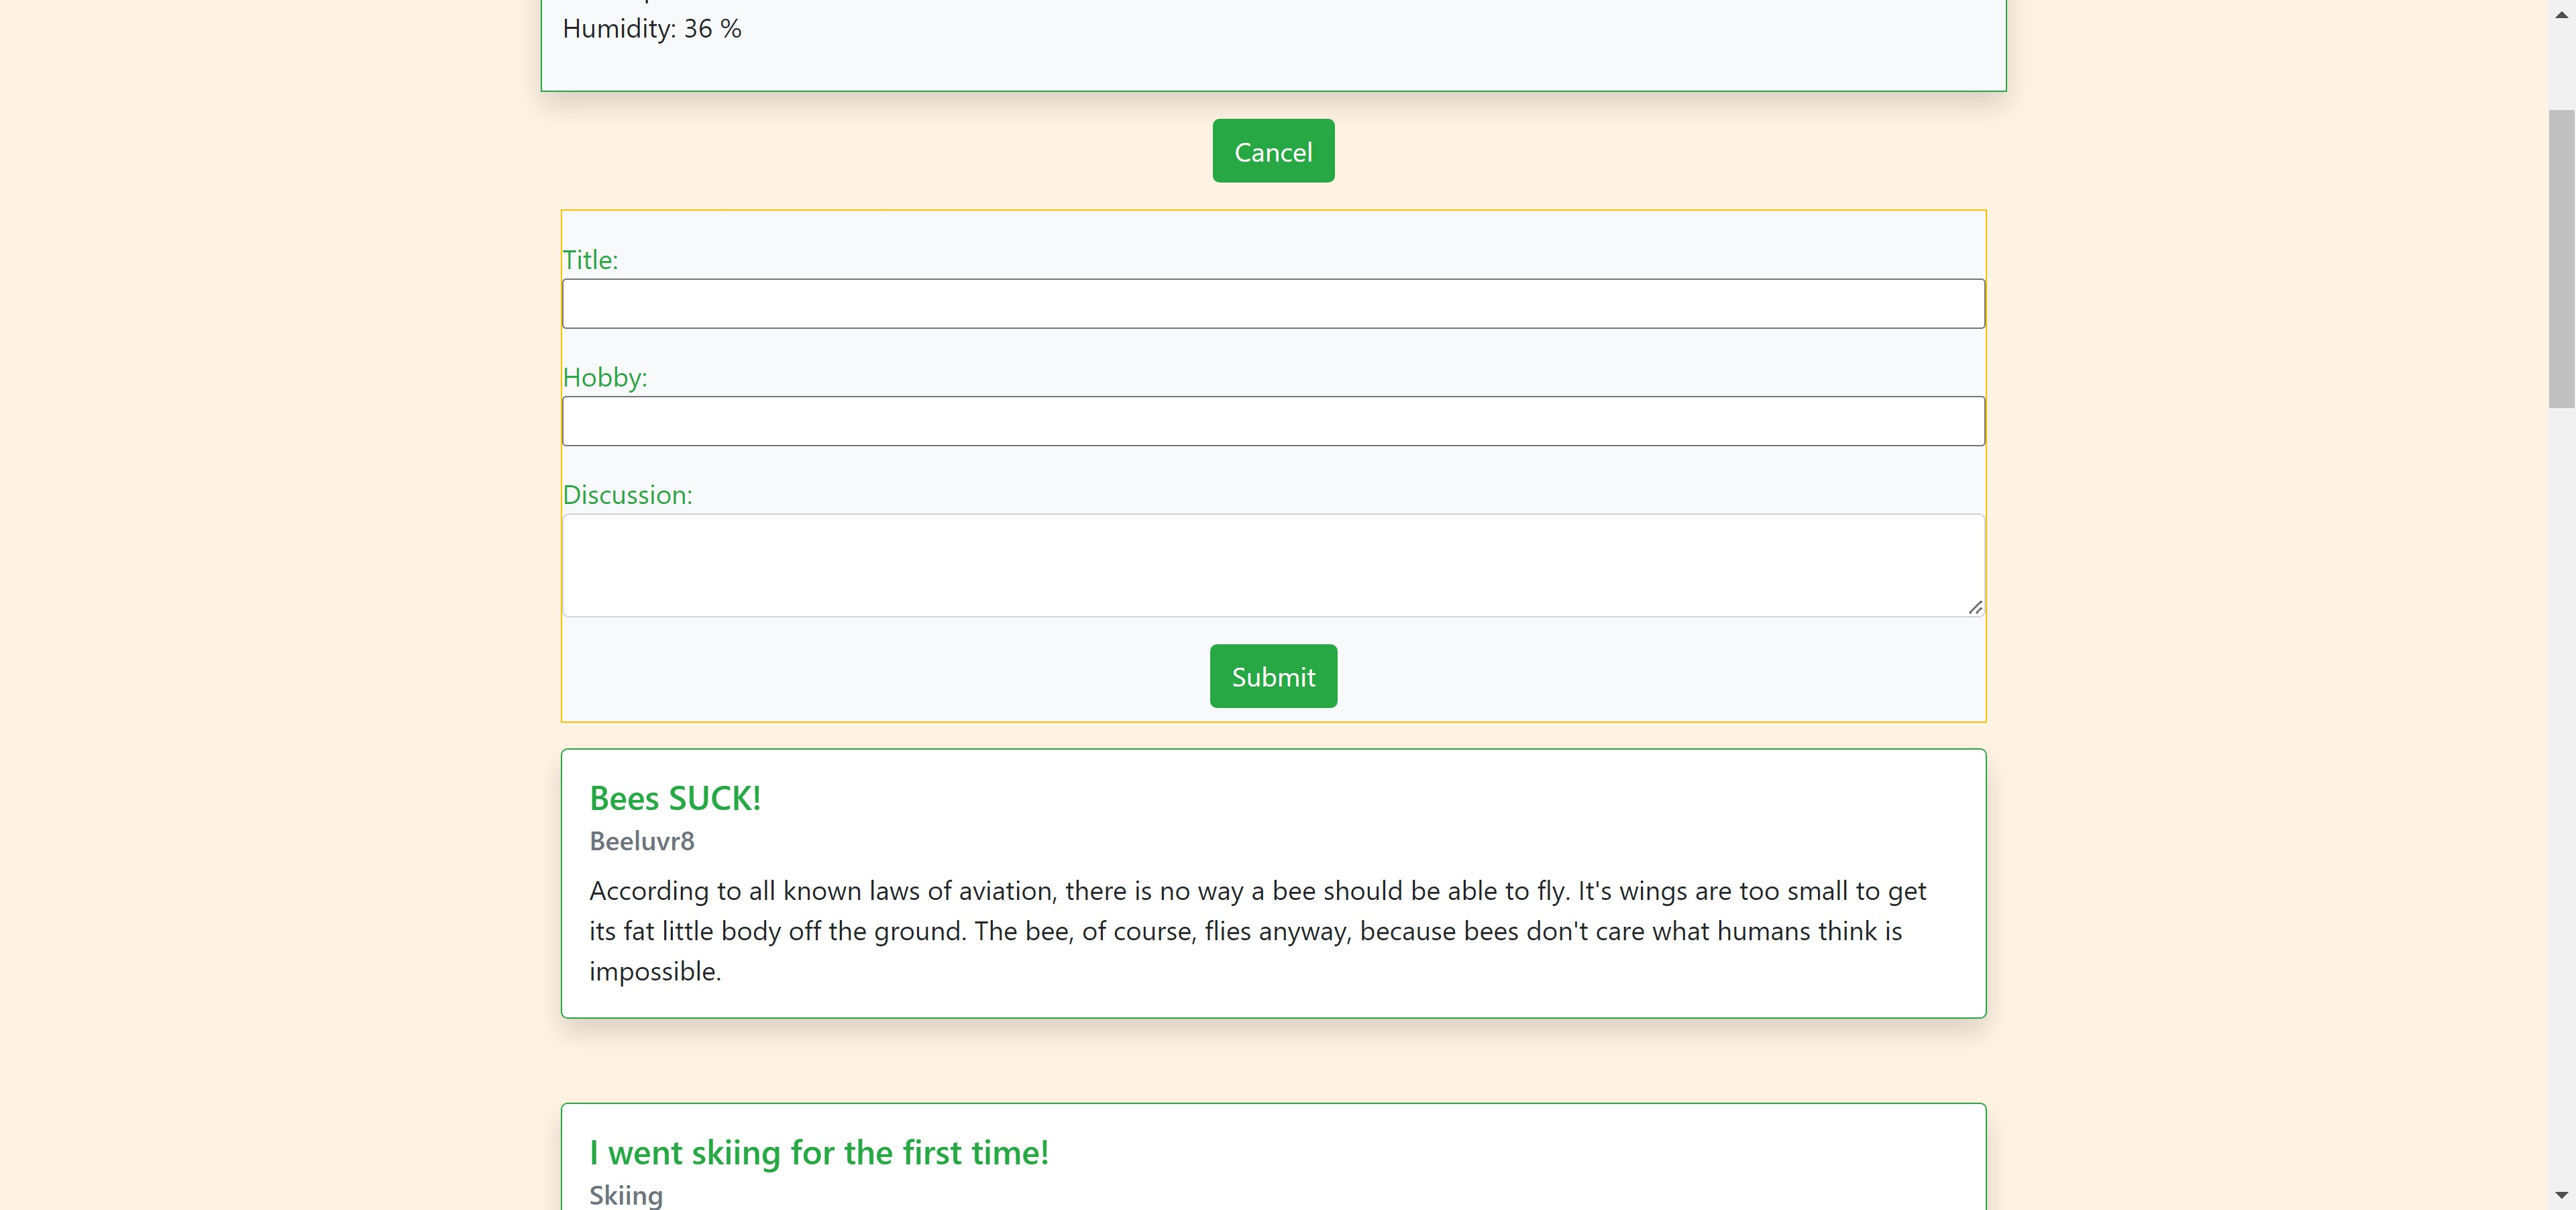 Humidity: 36 %
Cancel
Title:
Hobby:
Discussion:
Submit
Bees SUCK!
Beeluvr8
According to all known laws of aviation, there is no way a bee should be able to fly. It's wings are too small to get
its fat little body off the ground. The bee, of course, flies anyway, because bees don't care what humans think is
impossible.
I went skiing for the first time!
Skiing